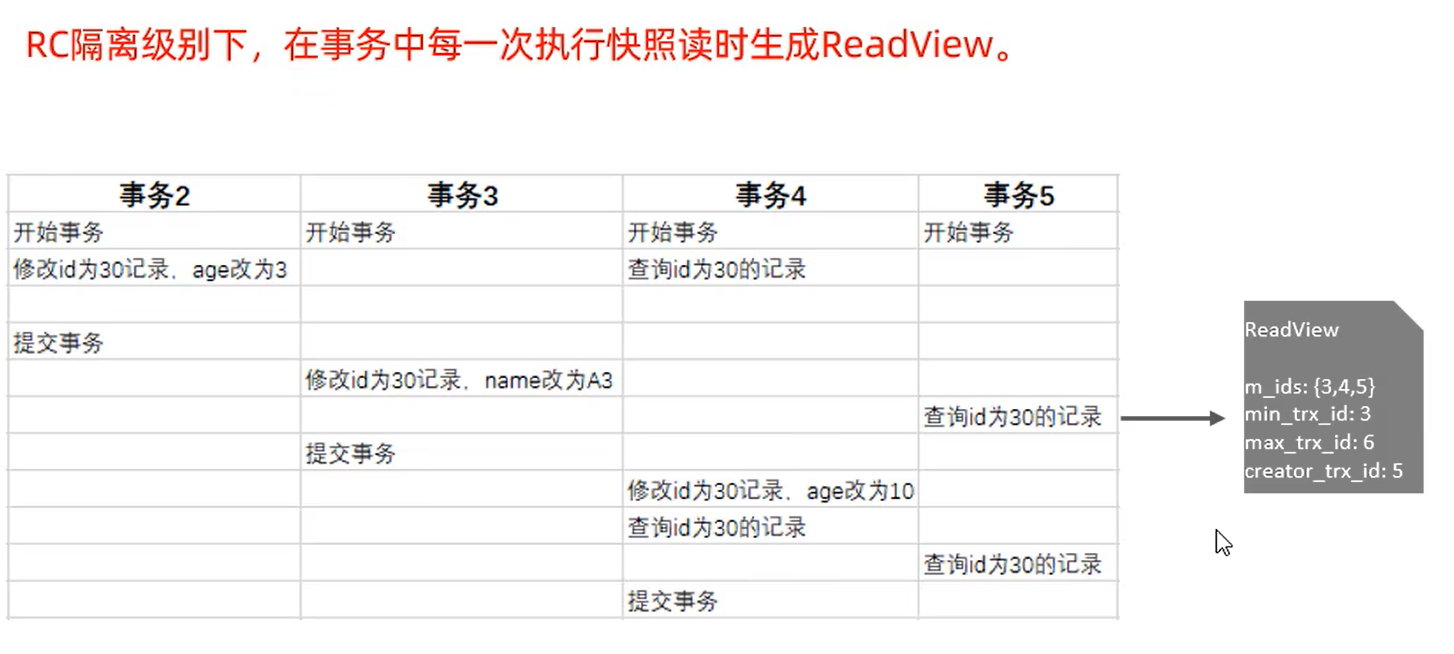 RC隔离级别下，在事务中每一次执行快照读时生成ReadView。
事务2 事务3 事务4 事务5
开始事务 开始事务 开始事务 开始事务
修改id为30记录，age改为3 查询id为30的记录
提交事务
修改id为30记录，name改为A3
查询id为30的记录
提交事务
修改id为30记录，age改为10
查询id为30的记录
查询id为30的记录
提交事务
ReadView
m_ids: {3,4,5}
min_trx_id: 3
max_trx_id: 6
creator_trx_id: 5